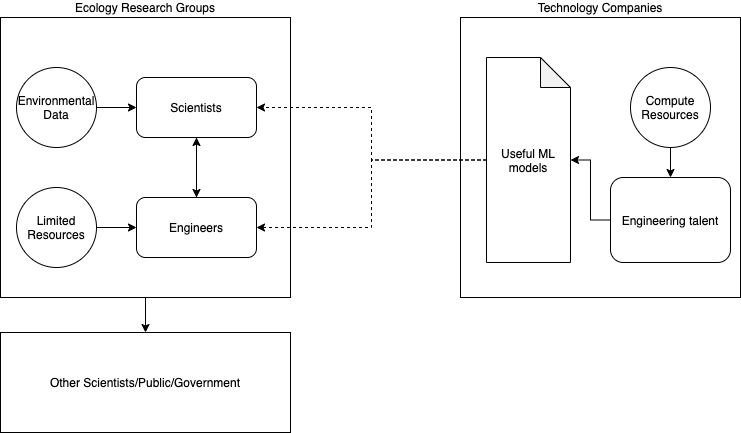 Ecology Research Groups
Technology Companies
Environmental
Data
Scientists
Limited
Resources
Engineers
Useful ML
models
Compute
Resources
Engineering talent
Other Scientists/Public/Government